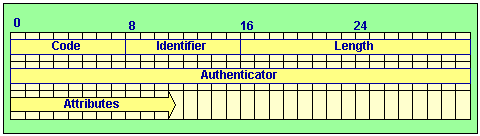 0 8 16 24
Code Identifier Length
Authenticator
Attributes